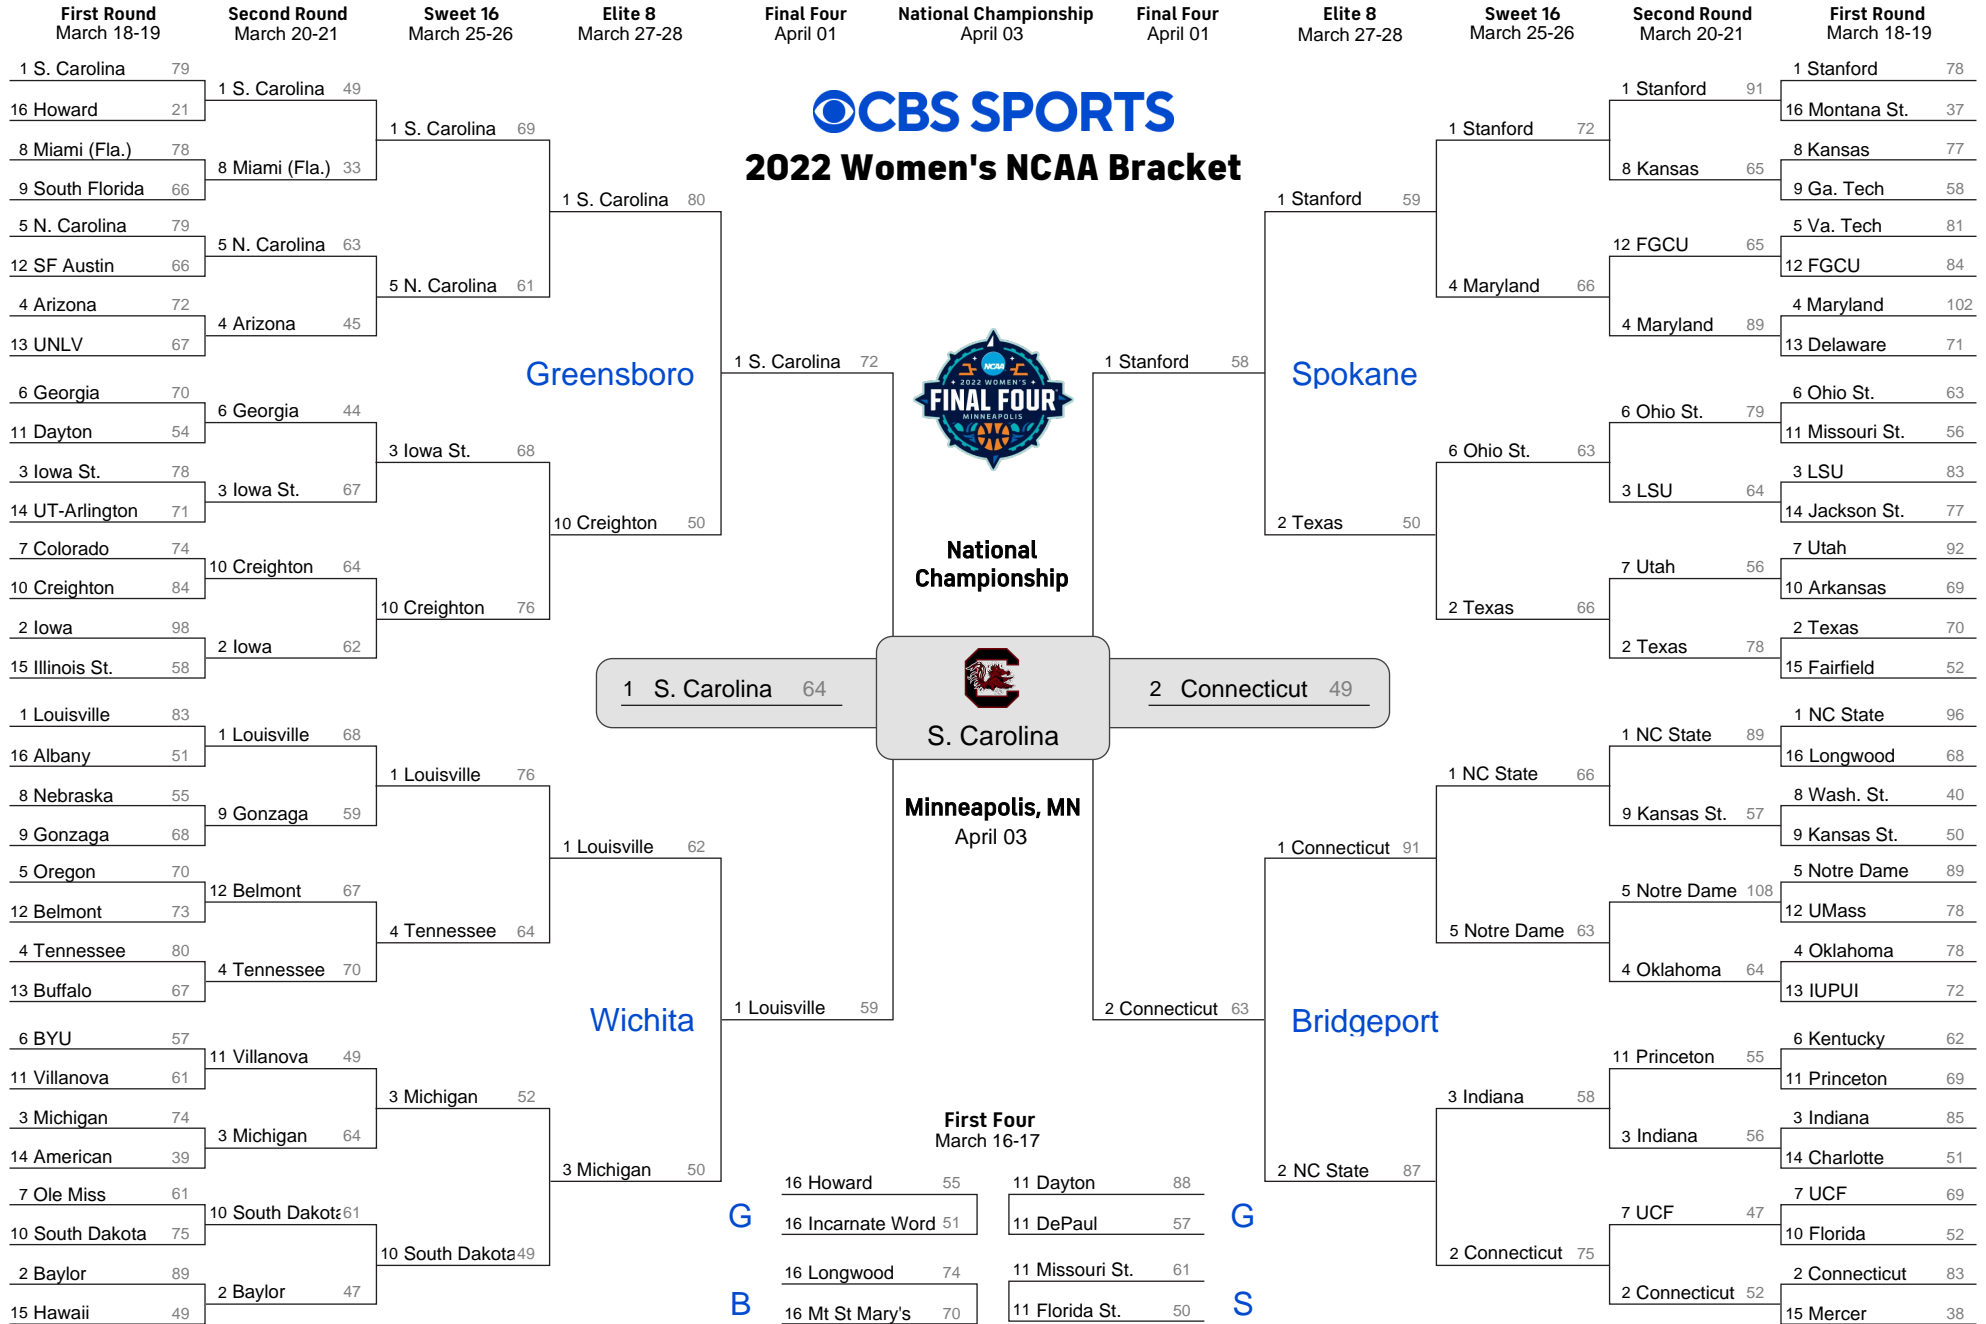 First Round
March 18-19
Second Round
March 20-21
Sweet 16
March 25-26
Elite 8
March 27-28
Final Four
April 01
National Championship
April 03
Final Four
April 01
Elite 8
March 27-28
Sweet 16
March 25-26
Second Round
March 20-21
First Round
March 18-19
CBS SPORTS
2022 Women's NCAA Bracket
1 S. Carolina 79
16 Howard 21
8 Miami (Fla.) 78
9 South Florida 66
5 N. Carolina 79
12 SF Austin 66
4 Arizona 72
13 UNLV 67
6 Georgia 70
11 Dayton 54
3 Iowa St. 78
14 UT-Arlington 71
7 Colorado 74
10 Creighton 84
2 Iowa 98
15 Illinois St. 58
1 Louisville 83
16 Albany 51
8 Nebraska 55
9 Gonzaga 68
5 Oregon 70
12 Belmont 73
4 Tennessee 80
13 Buffalo 67
6 BYU 57
11 Villanova 61
3 Michigan 74
14 American 39
7 Ole Miss 61
10 South Dakota 75
2 Baylor 89
15 Hawaii 49
1 S. Carolina 49
8 Miami (Fla.) 33
5 N. Carolina 63
4 Arizona 45
6 Georgia 44
3 Iowa St. 67
10 Creighton 64
2 Iowa 62
1 Louisville 68
9 Gonzaga 59
12 Belmont 67
4 Tennessee 70
11 Villanova 49
3 Michigan 64
10 South Dakota 61
2 Baylor 47
1 S. Carolina 69
5 N. Carolina 61
3 Iowa St. 68
10 Creighton 76
1 Louisville 76
4 Tennessee 64
3 Michigan 52
10 South Dakota 49
1 S. Carolina 80
10 Creighton 50
1 Louisville 62
3 Michigan 50
Greensboro
Wichita
1 S. Carolina 72
1 Louisville 59
NCAA
2022 WOMEN'S
FINAL FOUR
MINNEAPOLIS
National
Championship
1 S. Carolina 64
S. Carolina
2 Connecticut 49
Minneapolis, MN
April 03
1 Stanford 58
2 Connecticut 63
Spokane
Bridgeport
1 Stanford 59
2 Texas 50
1 Connecticut 91
2 NC State 87
1 Stanford 72
4 Maryland 66
6 Ohio St. 63
2 Texas 66
1 NC State 66
5 Notre Dame 63
3 Indiana 58
2 Connecticut 75
1 Stanford 91
8 Kansas 65
12 FGCU 65
4 Maryland 89
6 Ohio St. 79
3 LSU 64
7 Utah 56
2 Texas 78
1 NC State 89
9 Kansas St. 57
5 Notre Dame 108
4 Oklahoma 64
11 Princeton 55
3 Indiana 56
7 UCF 47
2 Connecticut 52
1 Stanford 78
16 Montana St. 37
8 Kansas 77
9 Ga. Tech 58
5 Va. Tech 81
12 FGCU 84
4 Maryland 102
13 Delaware 71
6 Ohio St. 63
11 Missouri St. 56
3 LSU 83
14 Jackson St. 77
7 Utah 92
10 Arkansas 69
2 Texas 70
15 Fairfield 52
1 NC State 96
16 Longwood 68
8 Wash. St. 40
9 Kansas St. 50
5 Notre Dame 89
12 UMass 78
4 Oklahoma 78
13 IUPUI 72
6 Kentucky 62
11 Princeton 69
3 Indiana 85
14 Charlotte 51
7 UCF 69
10 Florida 52
2 Connecticut 83
15 Mercer 38
First Four
March 16-17
G
16 Howard 55
16 Incarnate Word 51
11 Dayton 88
11 DePaul 57
G
B
16 Longwood 74
16 Mt St Mary's 70
11 Missouri St. 61
11 Florida St. 50
S